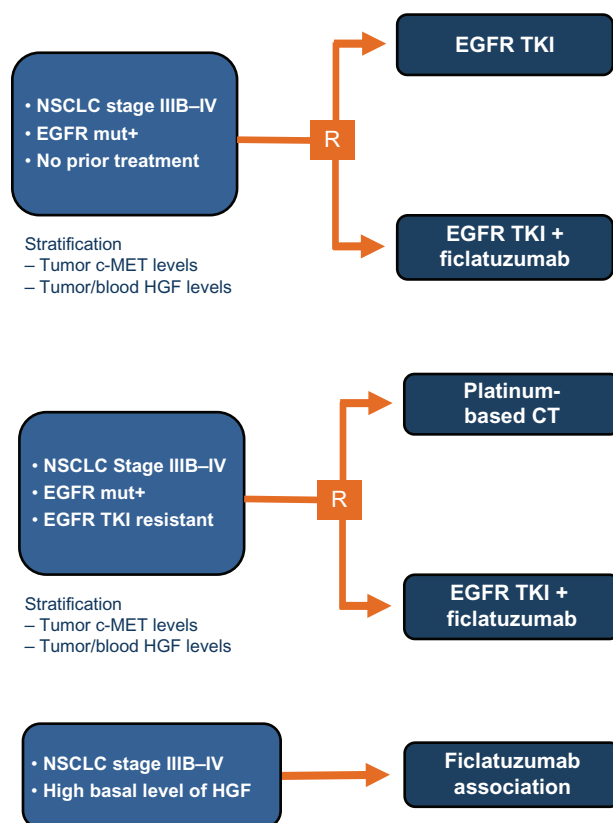 EGFR TKI
• NSCLC stage IIIB–IV
• EGFR mut+
• No prior treatment
R
EGFR TKI +
ficlatuzumab
Stratification
– Tumor c-MET levels
– Tumor/blood HGF levels
Platinum-
based CT
• NSCLC Stage IIIB–IV
• EGFR mut+
• EGFR TKI resistant
R
EGFR TKI +
ficlatuzumab
Stratification
– Tumor c-MET levels
– Tumor/blood HGF levels
• NSCLC stage IIIB–IV
• High basal level of HGF
Ficlatuzumab
association